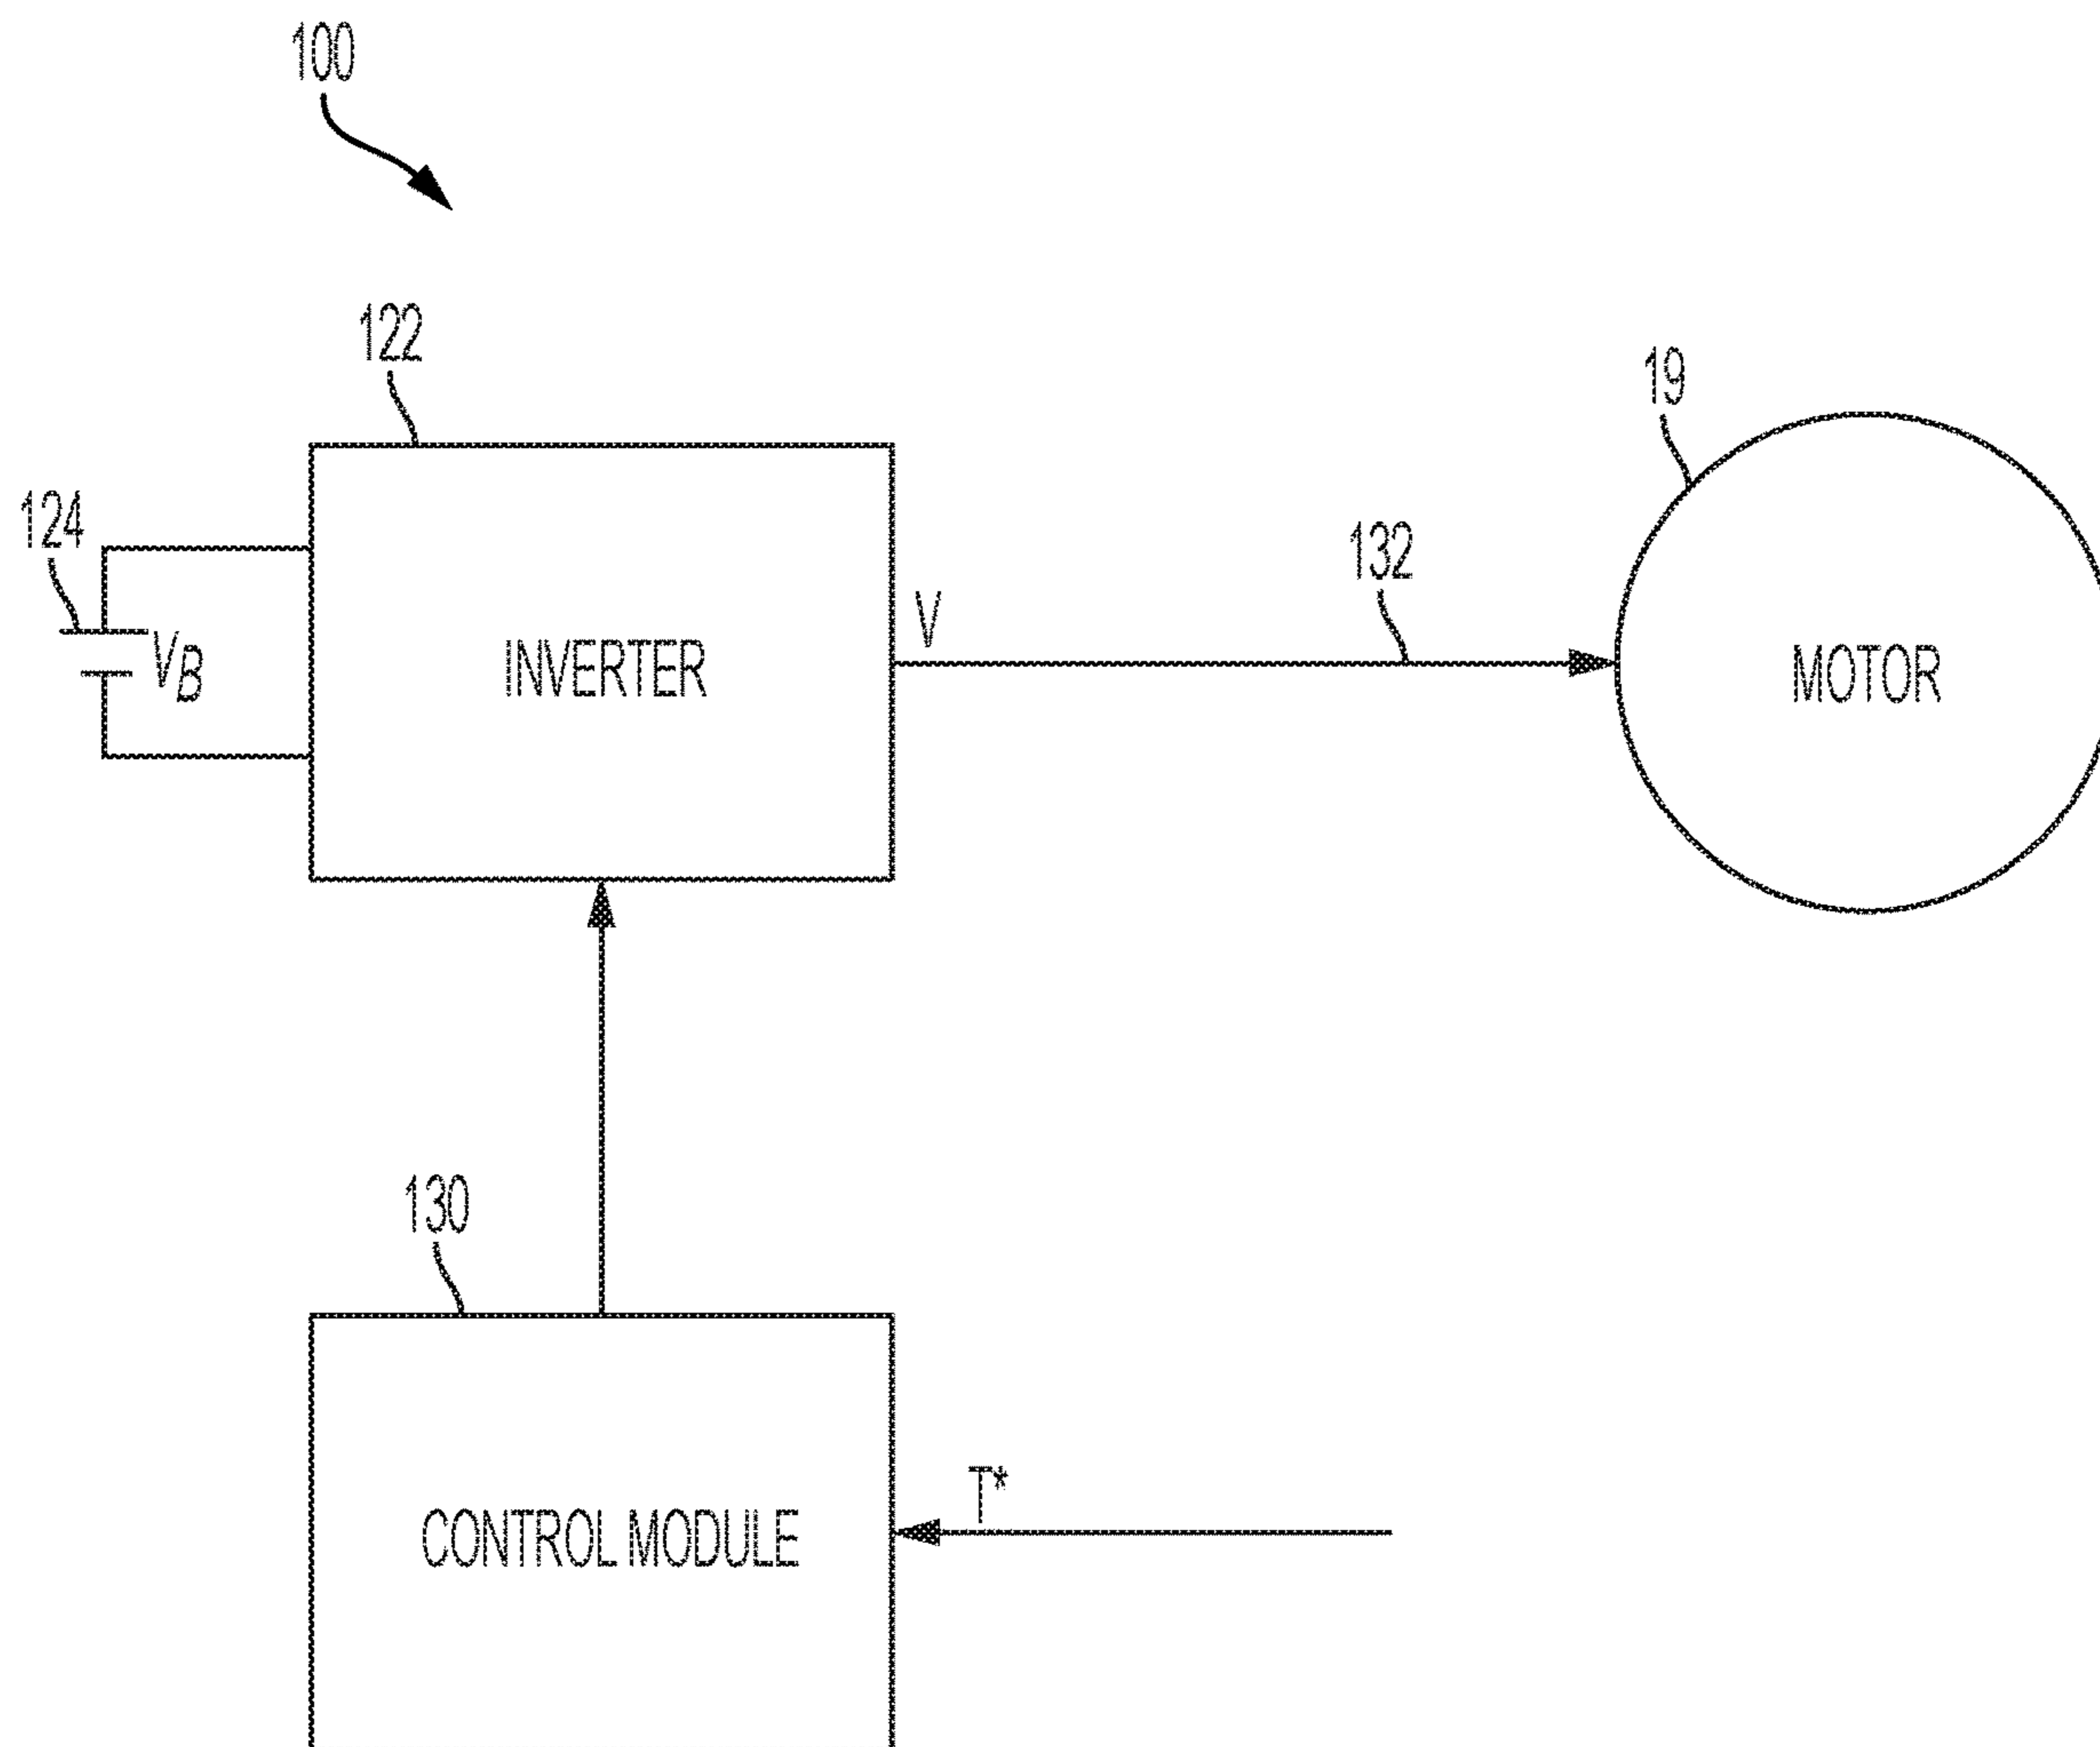 100
122
19
124
132
V
VB
INVERTER
MOTOR
130
T*
CONTROL MODULE